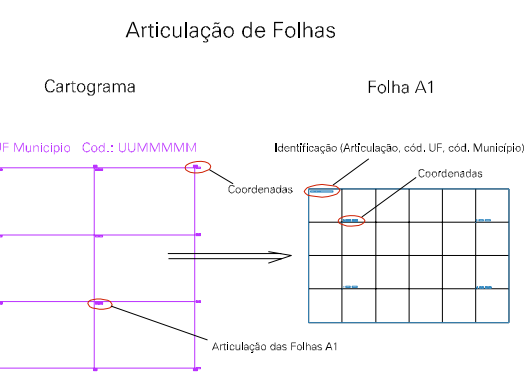 Articulação de Folhas
Cartograma
Folha A1
UF Município Cod.: UUMMMMM
Identificação (Articulação, cód. UF, cód. Município)
Coordenadas
Coordenadas
Articulação das Folhas A1